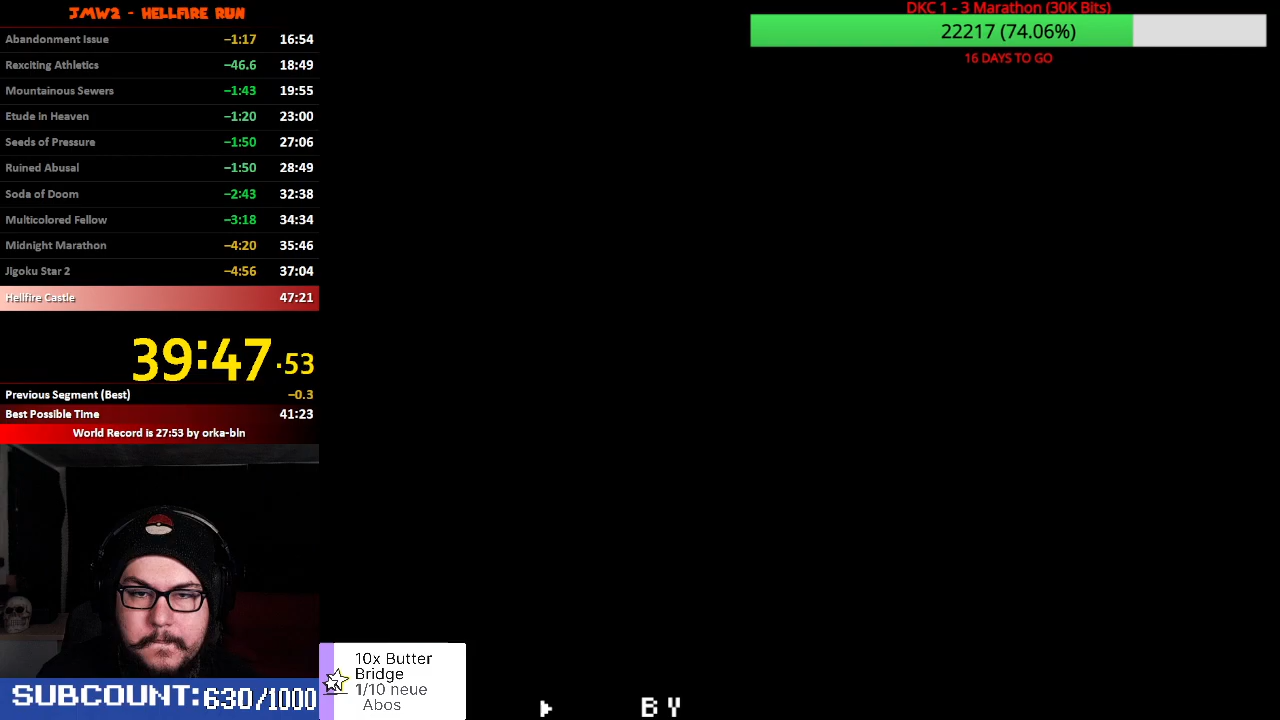 JMW2 - HELLFIRE RUN
Abandonment Issue −1:17 16:54
Rexciting Athletics −46.6 18:49
Mountainous Sewers −1:43 19:55
Etude in Heaven −1:20 23:00
Seeds of Pressure −1:50 27:06
Ruined Abusal −1:50 28:49
Soda of Doom −2:43 32:38
Multicolored Fellow −3:18 34:34
Midnight Marathon −4:20 35:46
Jigoku Star 2 −4:56 37:04
Hellfire Castle 47:21
39:47.53
Previous Segment (Best) −0.3
Best Possible Time 41:23
World Record is 27:53 by orka-bln
SUBCOUNT: 630/1000
10x Butter
Bridge
1/10 neue
Abos
DKC 1 - 3 Marathon (30K Bits)
22217 (74.06%)
16 DAYS TO GO
B Y